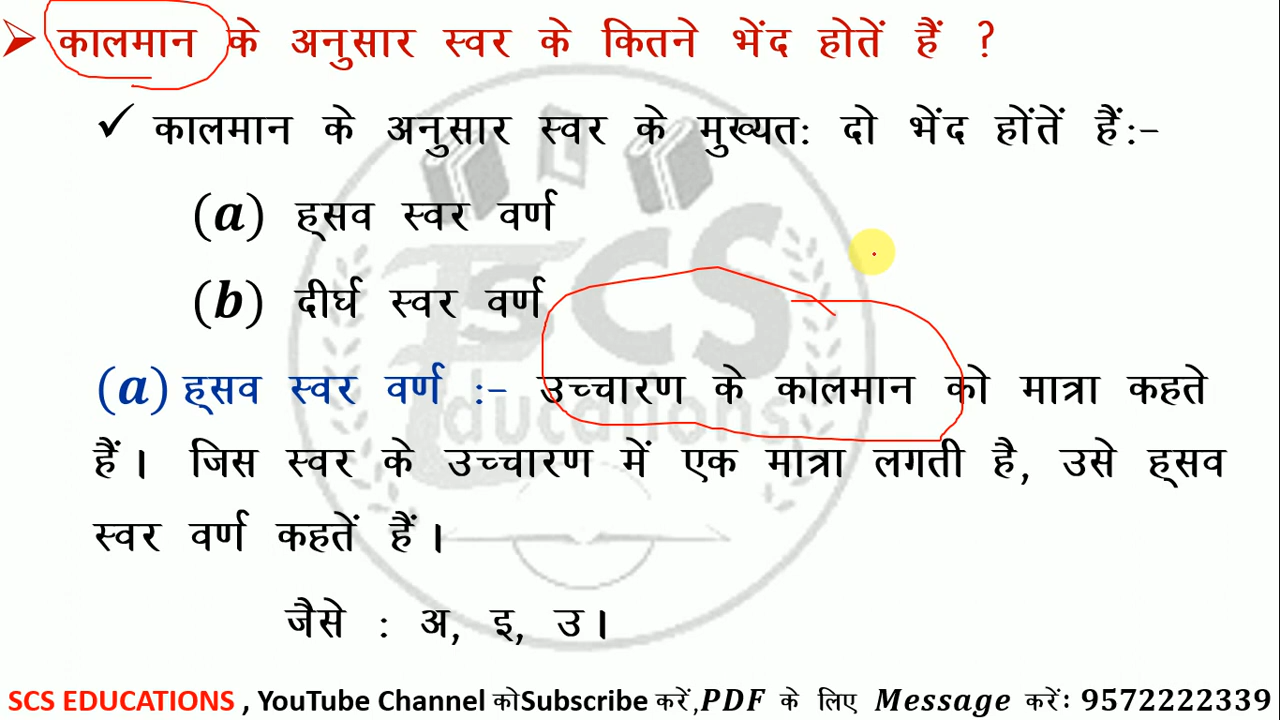 ➢ कालमान के अनुसार स्वर के कितने भेंद होतें हैं ?
✓ कालमान के अनुसार स्वर के मुख्यतः दो भेंद होंतें हैं:-
(a) ह्सव स्वर वर्ण
(b) दीर्घ स्वर वर्ण
(a) ह्सव स्वर वर्ण :- उच्चारण के कालमान को मात्रा कहते
हैं। जिस स्वर के उच्चारण में एक मात्रा लगती है, उसे ह्सव
स्वर वर्ण कहतें हैं।
जैसे : अ, इ, उ।
SCS Educations
SCS EDUCATIONS , YouTube Channel कोSubscribe करें,PDF के लिए Message करेंः 9572222339